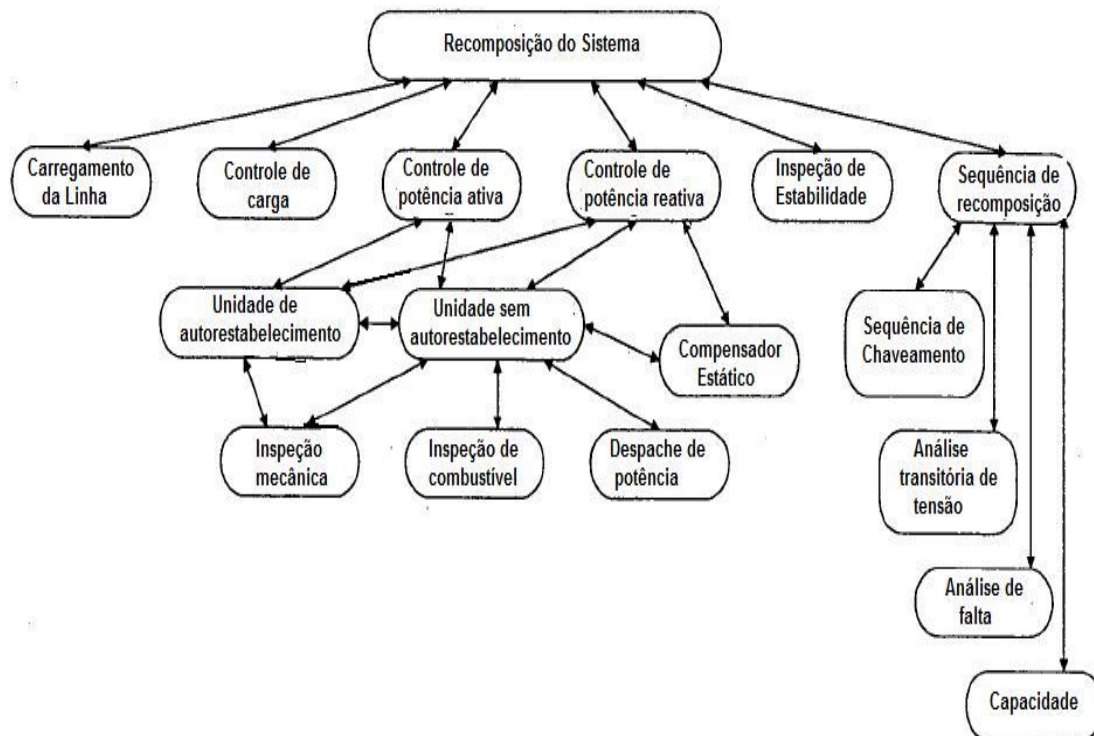 Recomposição do Sistema
Carregamento
da Linha
Controle de
carga
Controle de
potência ativa
Controle de
potência reativa
Inspeção de
Estabilidade
Sequência de
recomposição
Unidade de
autorestabelecimento
Unidade sem
autorestabelecimento
Compensador
Estático
Sequência de
Chaveamento
Inspeção
mecânica
Inspeção de
combustível
Despache de
potência
Análise
transitória de
tensão
Análise de
falta
Capacidade